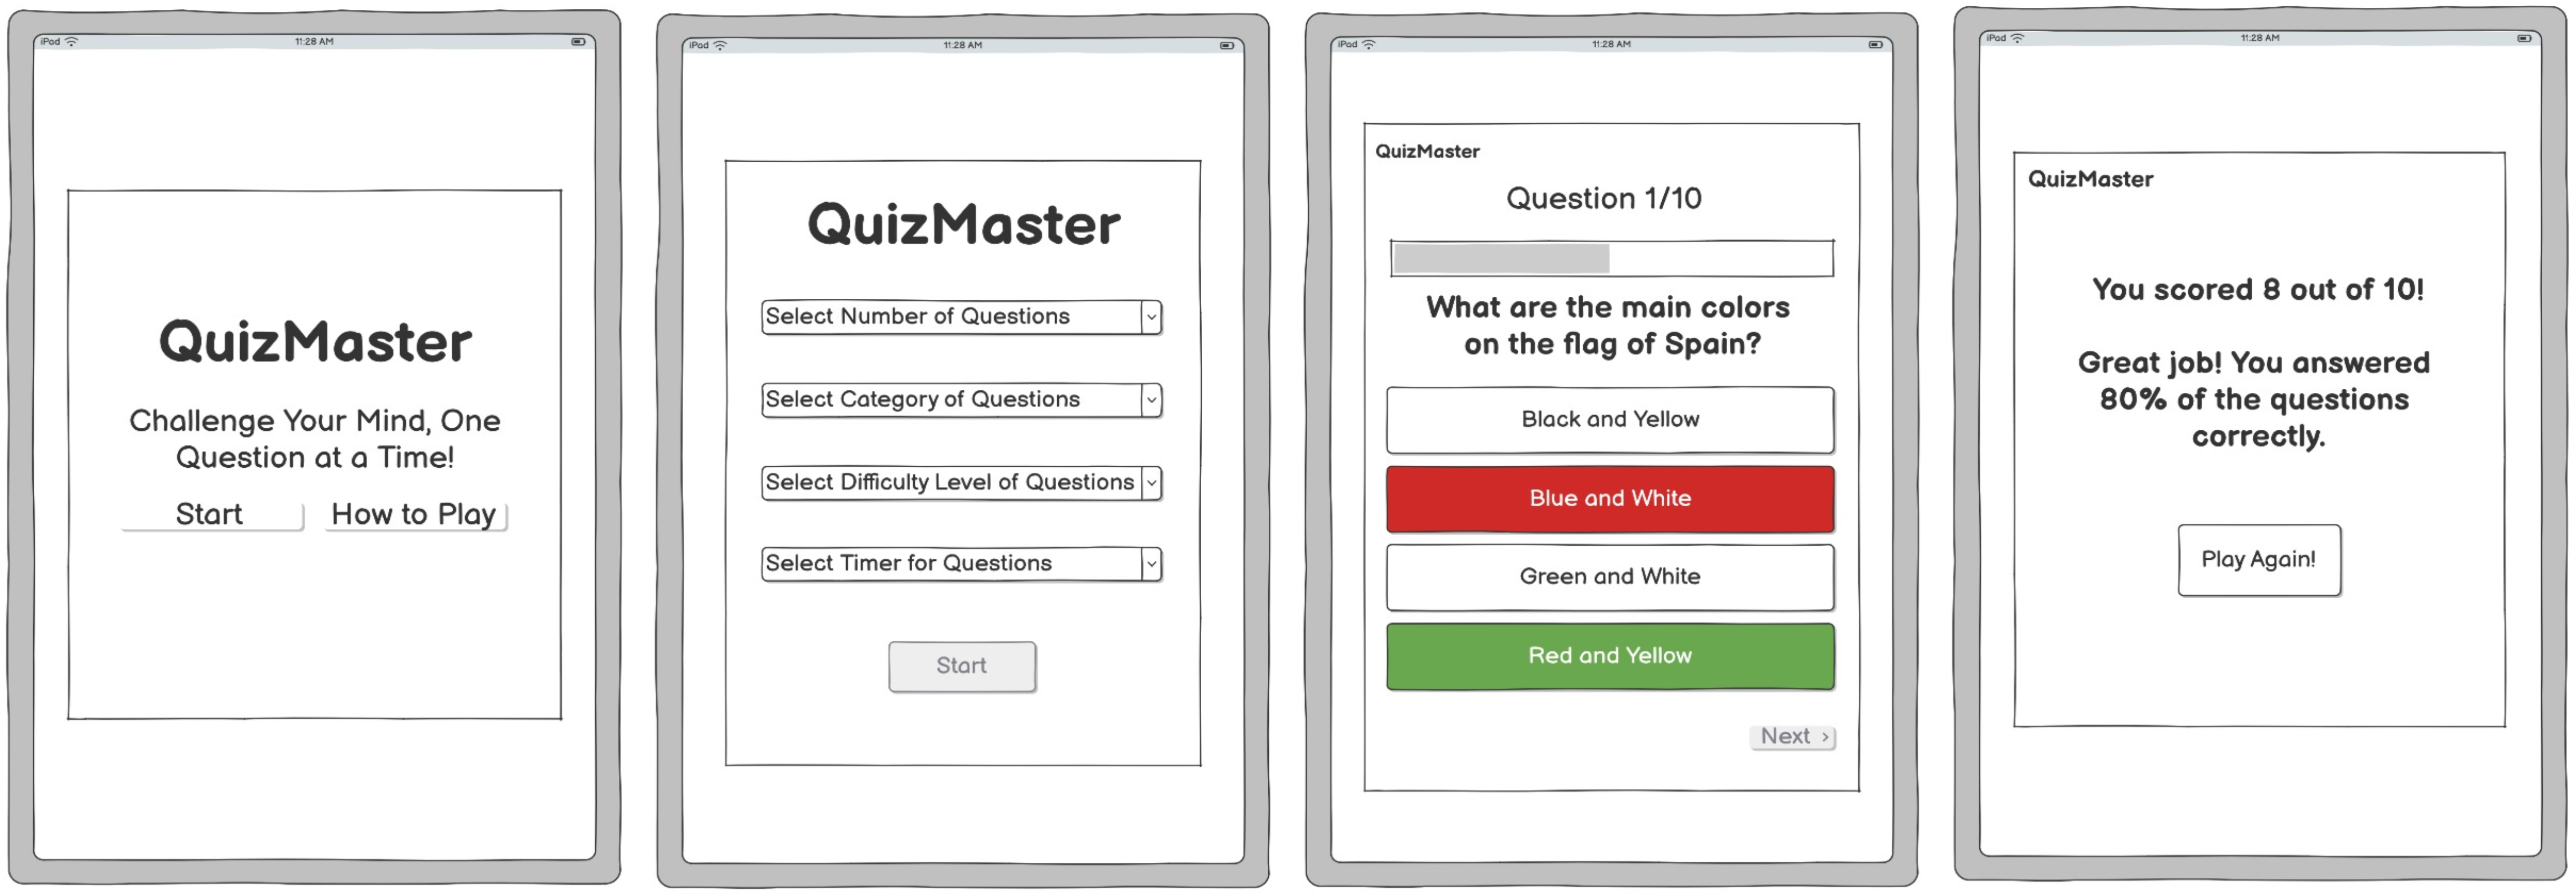 iPad
11:28 AM
QuizMaster
Challenge Your Mind, One
Question at a Time!
Start
How to Play
iPad
11:28 AM
QuizMaster
Select Number of Questions
Select Category of Questions
Select Difficulty Level of Questions
Select Timer for Questions
Start
iPad
11:28 AM
QuizMaster
Question 1/10
What are the main colors
on the flag of Spain?
Black and Yellow
Blue and White
Green and White
Red and Yellow
Next >
iPad
11:28 AM
QuizMaster
You scored 8 out of 10!
Great job! You answered
80% of the questions
correctly.
Play Again!